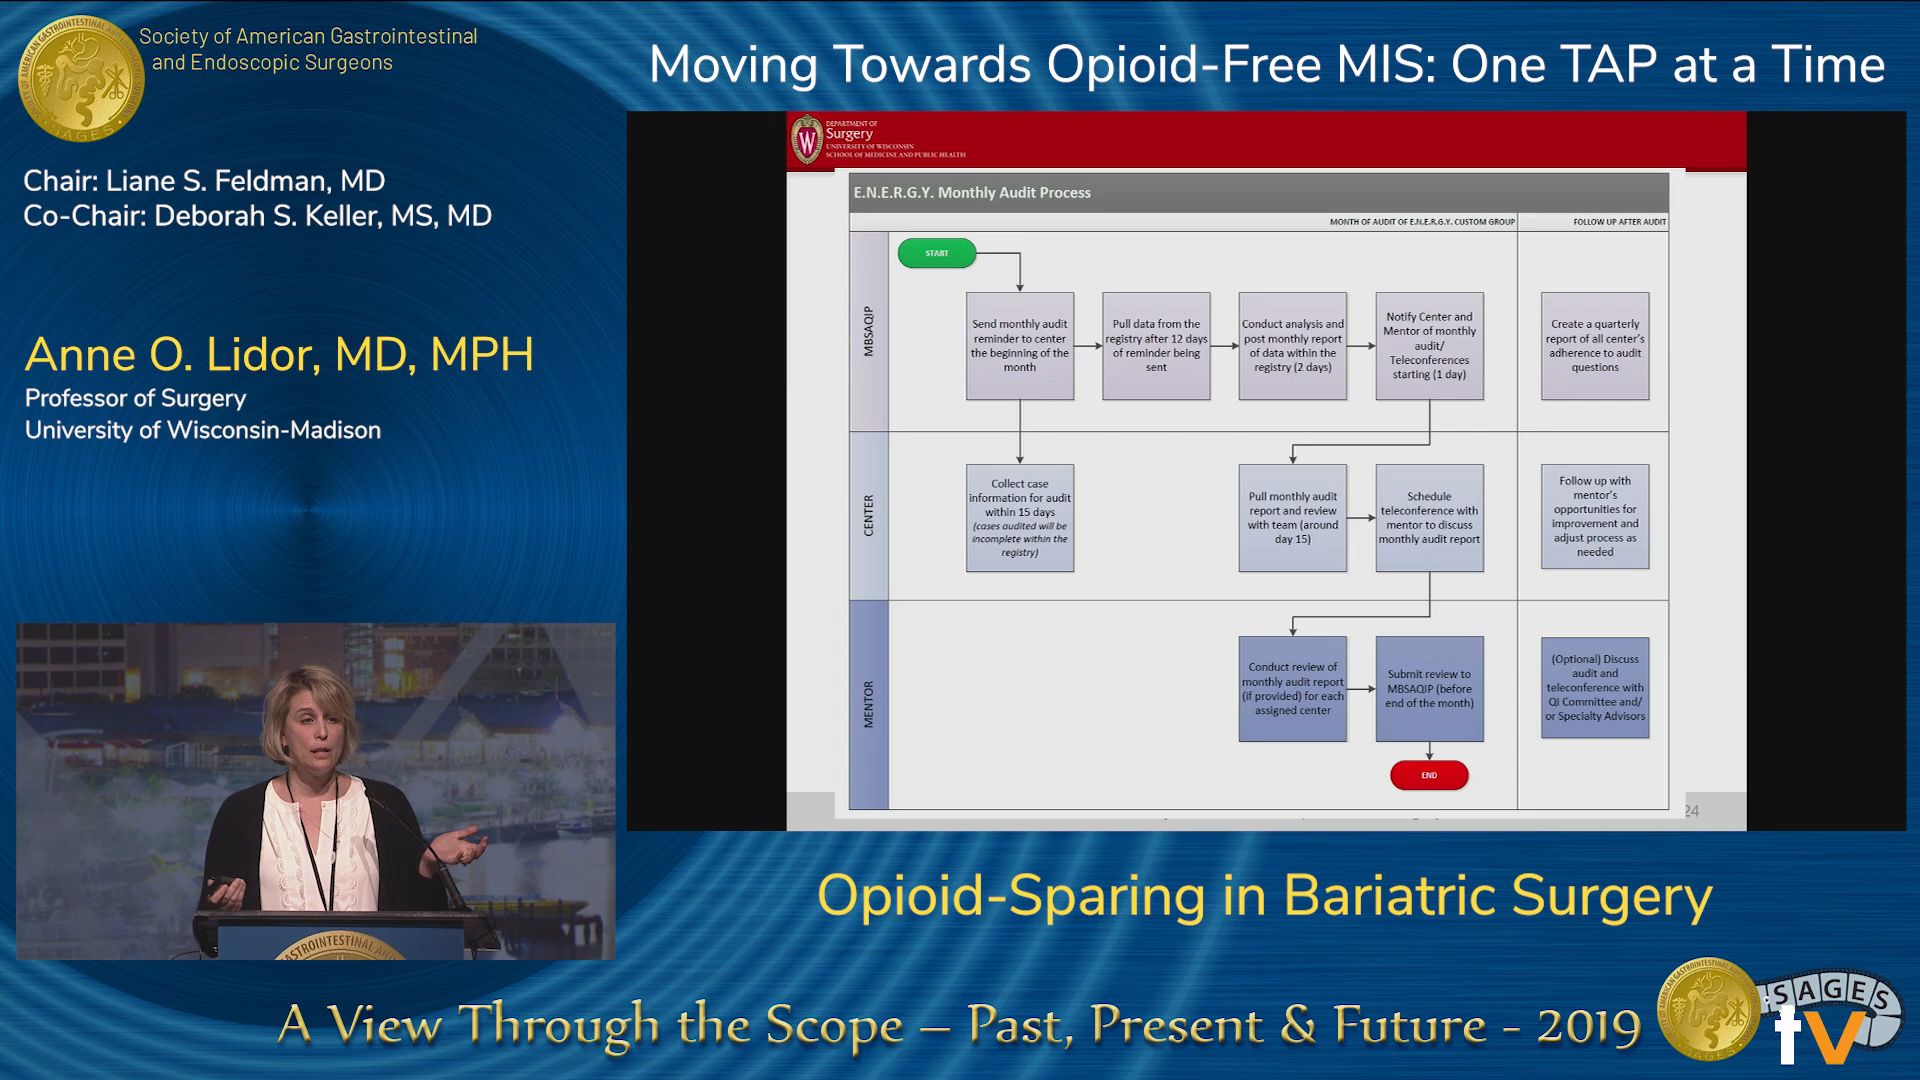 Society of American Gastrointestinal
and Endoscopic Surgeons
Moving Towards Opioid-Free MIS: One TAP at a Time
Chair: Liane S. Feldman, MD
Co-Chair: Deborah S. Keller, MS, MD
Anne O. Lidor, MD, MPH
Professor of Surgery
University of Wisconsin-Madison
DEPARTMENT OF
Surgery
UNIVERSITY OF WISCONSIN
SCHOOL OF MEDICINE AND PUBLIC HEALTH
E.N.E.R.G.Y. Monthly Audit Process
MONTH OF AUDIT OF E.N.E.R.G.Y. CUSTOM GROUP
FOLLOW UP AFTER AUDIT
MBSAQIP
START
Send monthly audit
reminder to center
the beginning of the
month
Pull data from the
registry after 12 days
of reminder being
sent
Conduct analysis and
post monthly report
of data within the
registry (2 days)
Notify Center and
Mentor of monthly
audit/
Teleconferences
starting (1 day)
Create a quarterly
report of all center's
adherence to audit
questions
CENTER
Collect case
information for audit
within 15 days
(cases audited will be
incomplete within the
registry)
Pull monthly audit
report and review
with team (around
day 15)
Schedule
teleconference with
mentor to discuss
monthly audit report
Follow up with
mentor's
opportunities for
improvement and
adjust process as
needed
MENTOR
Conduct review of
monthly audit report
(if provided) for each
assigned center
Submit review to
MBSAQIP (before
end of the month)
(Optional) Discuss
audit and
teleconference with
QI Committee and/
or Specialty Advisors
END
24
Opioid-Sparing in Bariatric Surgery
A View Through the Scope – Past, Present & Future - 2019
SAGES
tv